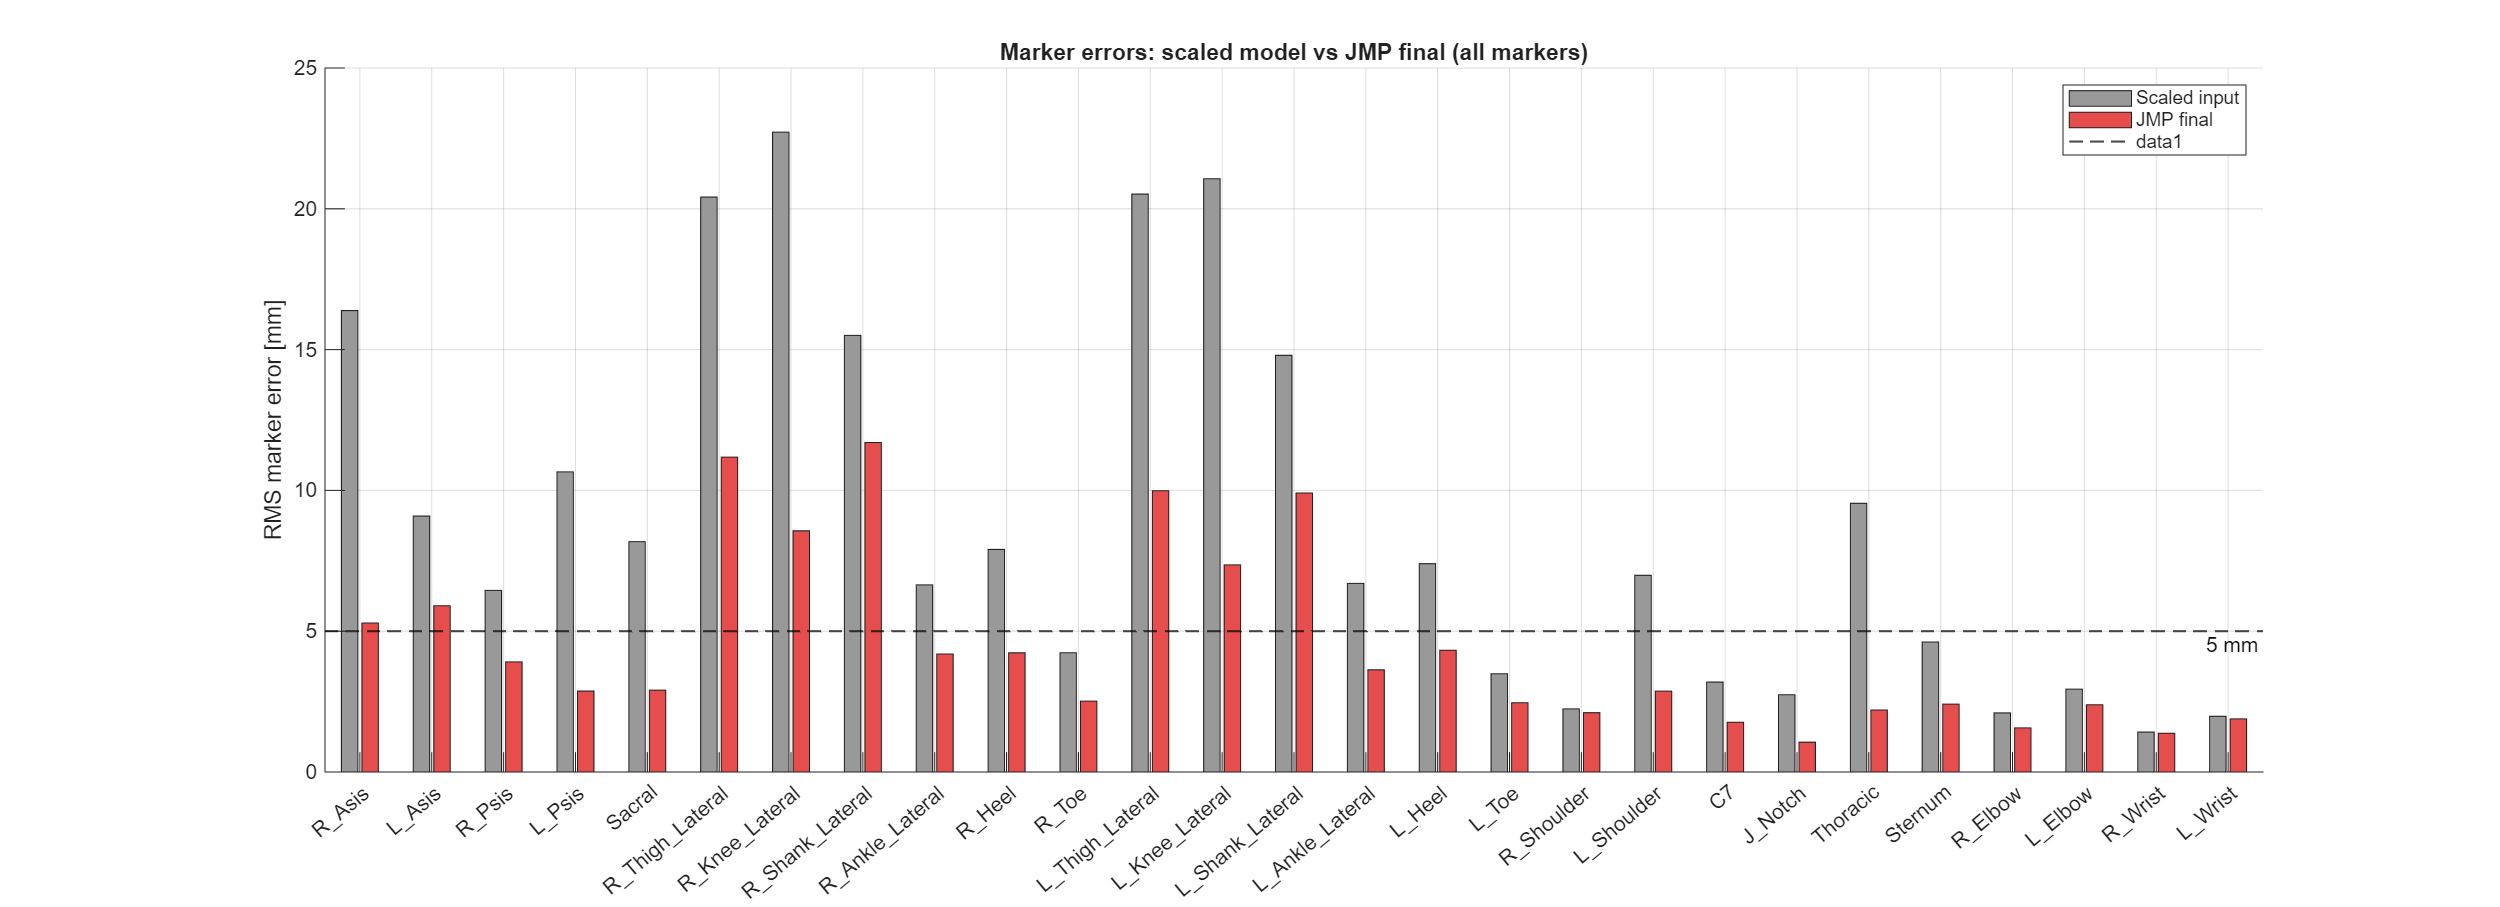 Marker errors: scaled model vs JMP final (all markers)
25
20
15
10
5
0
RMS marker error [mm]
Scaled input
JMP final
data1
5 mm
R_Asis
L_Asis
R_Psis
L_Psis
Sacral
R_Thigh_Lateral
R_Knee_Lateral
R_Shank_Lateral
R_Ankle_Lateral
R_Heel
R_Toe
L_Thigh_Lateral
L_Knee_Lateral
L_Shank_Lateral
L_Ankle_Lateral
L_Heel
L_Toe
R_Shoulder
L_Shoulder
C7
J_Notch
Thoracic
Sternum
R_Elbow
L_Elbow
R_Wrist
L_Wrist